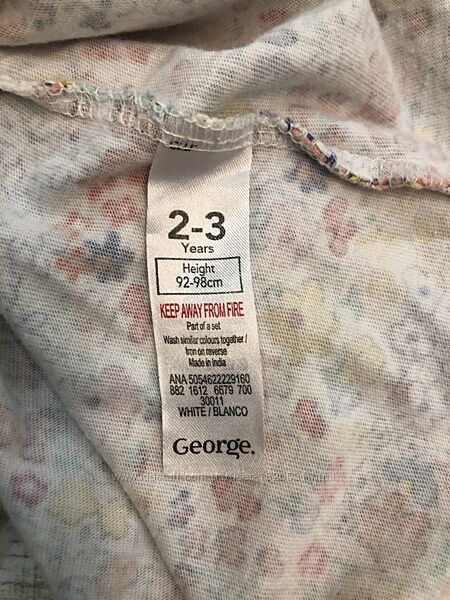 2-3
Years
Height
92-98cm
KEEP AWAY FROM FIRE
Part of a set
Wash similar colours together /
Iron on reverse
Made in India
ANA 5054622229160
882 1612 6679 700
30011
WHITE / BLANCO
George.